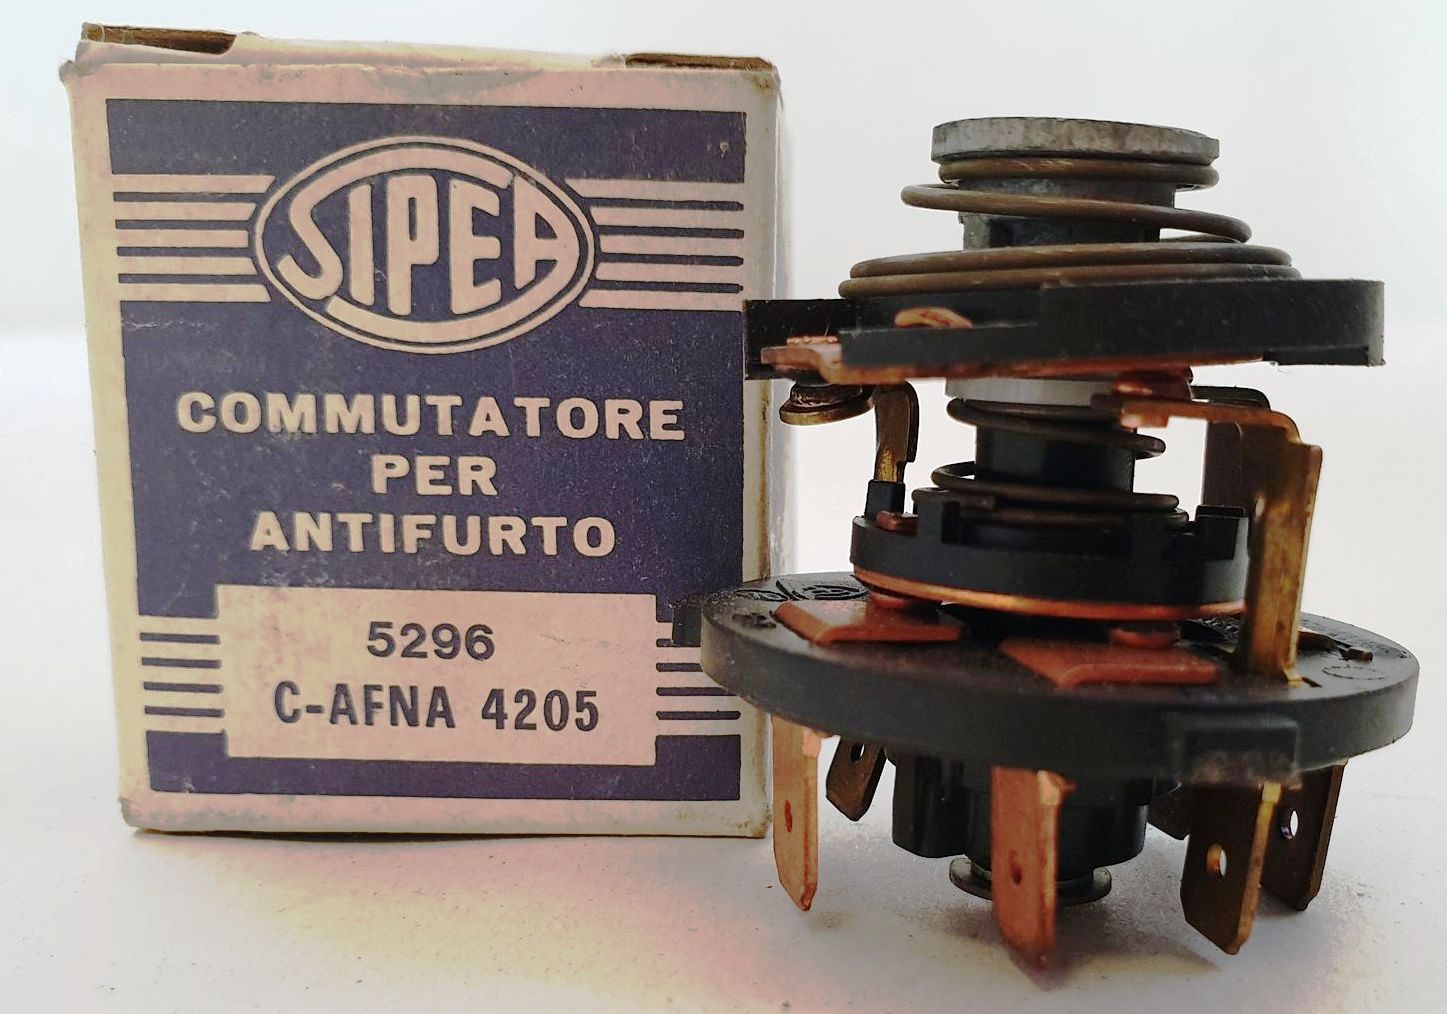 SIPEA
COMMUTATORE
PER
ANTIFURTO
5296
C-AFNA 4205